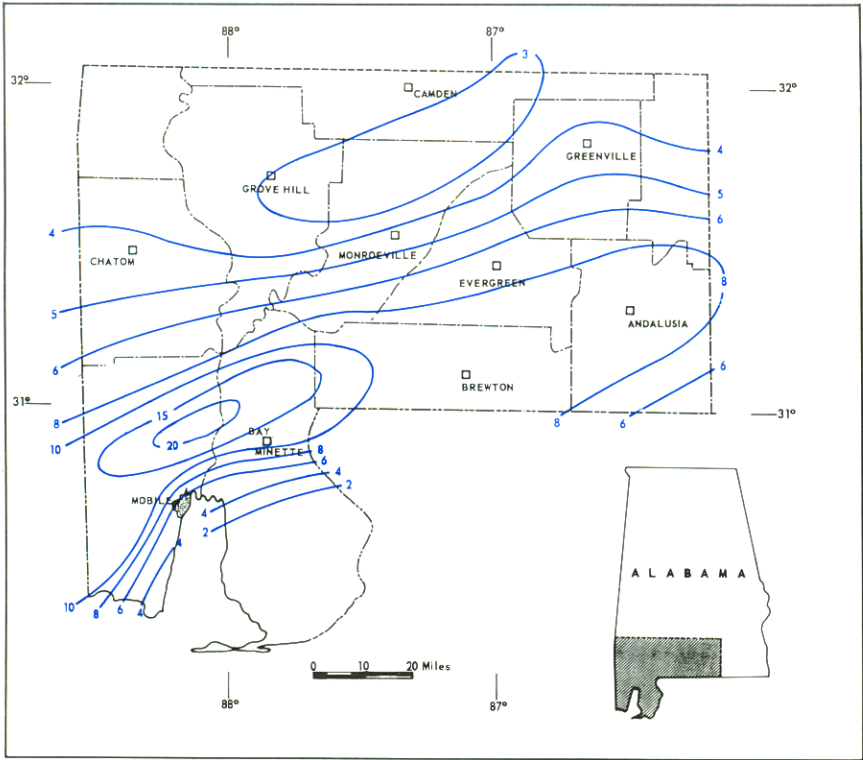 88° 87°
3
32° 32°
CAMDEN
GREENVILLE
4
GROVE HILL
5
6
4
MONROEVILLE
CHATOM
EVERGREEN
8
5
ANDALUSIA
6
6
BREWTON
31° 31°
8
15
8 6
10
20
BAY
MINETTE
8
6
4
2
MOBILE
4
2
4
ALABAMA
10
8
6
4
0 10 20 Miles
88° 87°